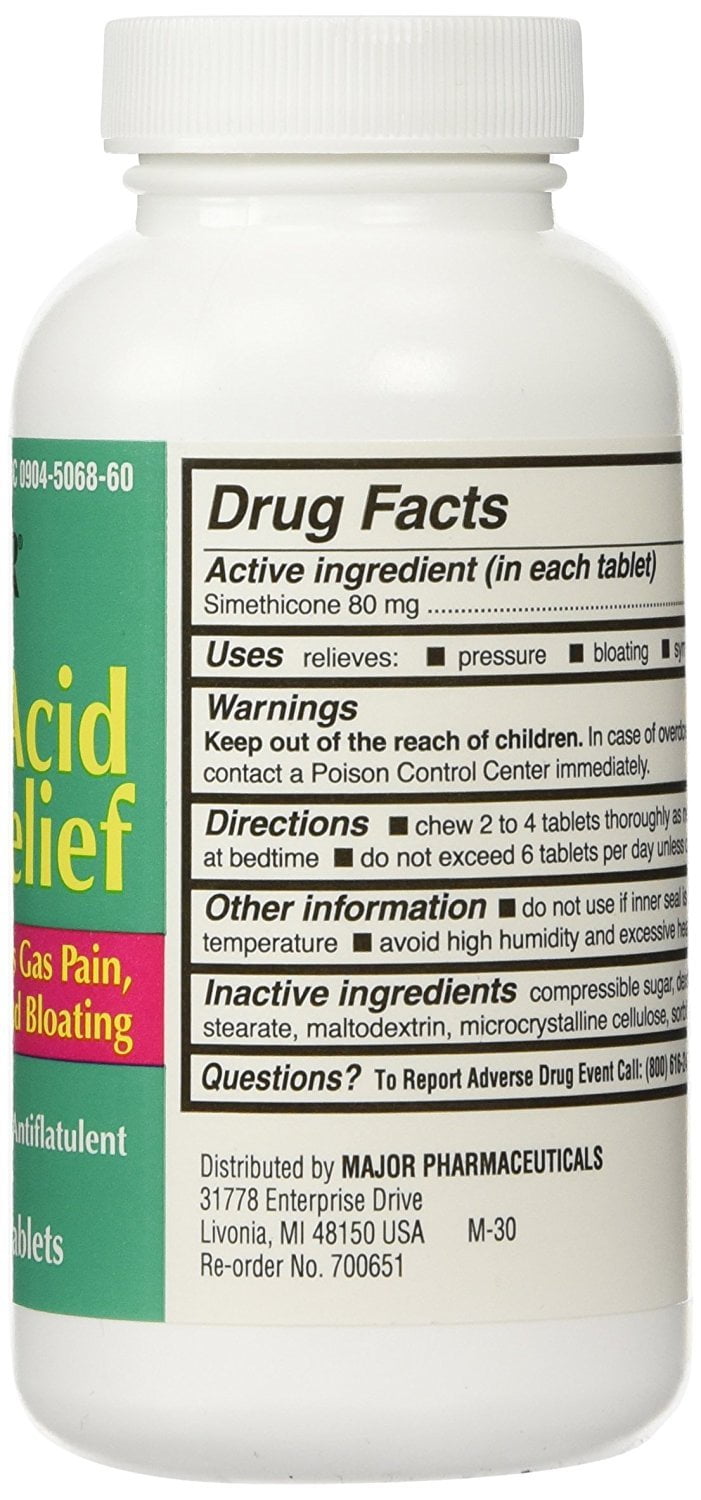 0904-5068-60
Acid
Gas Pain,
Bloating
Antiflatulent
Drug Facts
Active ingredient (in each tablet)
Simethicone 80 mg
Uses relieves: ■ pressure ■ bloating ■
Warnings
Keep out of the reach of children. In case of
contact a Poison Control Center immediately.
Directions ■ chew 2 to 4 tablets thoroughly as
at bedtime ■ do not exceed 6 tablets per day unless
Other information ■ do not use if inner seal is
temperature ■ avoid high humidity and excessive
Inactive ingredients compressible sugar,
stearate, maltodextrin, microcrystalline cellulose,
Questions? To Report Adverse Drug Event Call: (800) 616-
Distributed by MAJOR PHARMACEUTICALS
31778 Enterprise Drive
Livonia, MI 48150 USA M-30
Re-order No. 700651